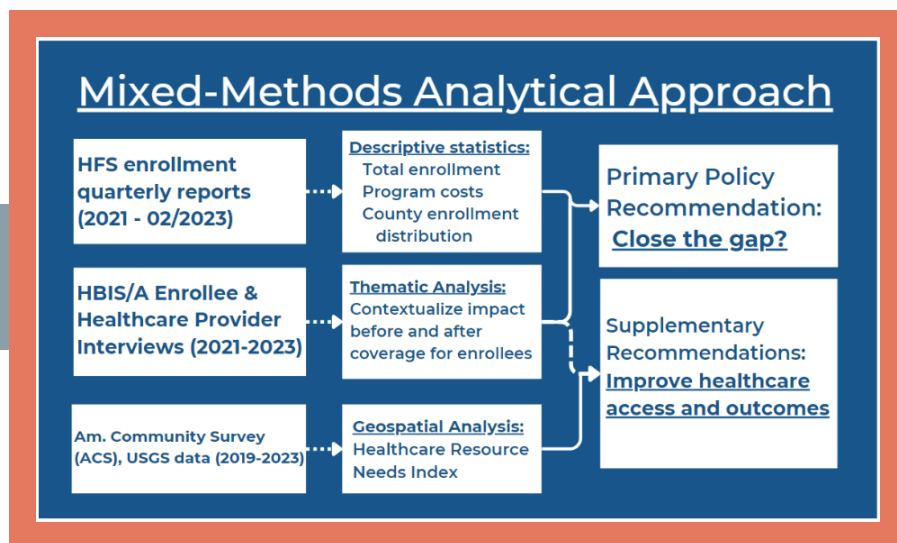 Mixed-Methods Analytical Approach
HFS enrollment
quarterly reports
(2021 - 02/2023)
Descriptive statistics:
Total enrollment
Program costs
County enrollment
distribution
Primary Policy
Recommendation:
Close the gap?
HBIS/A Enrollee &
Healthcare Provider
Interviews (2021-2023)
Thematic Analysis:
Contextualize impact
before and after
coverage for enrollees
Supplementary
Recommendations:
Improve healthcare
access and outcomes
Am. Community Survey
(ACS), USGS data (2019-2023)
Geospatial Analysis:
Healthcare Resource
Needs Index